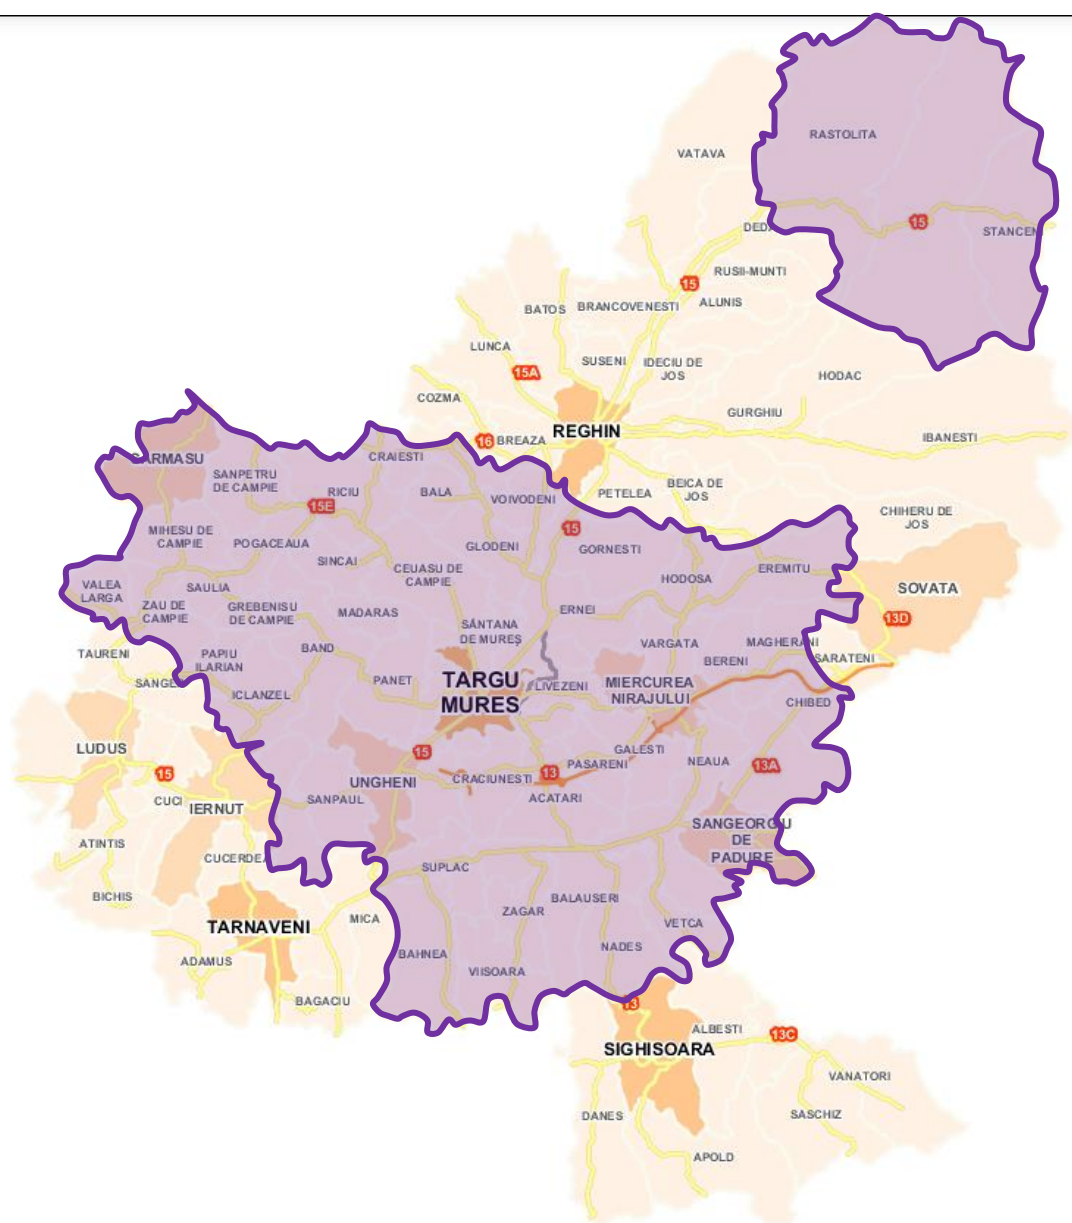 RASTOLITA
VATAVA
15
STANCEN
DEDA
RUSII-MUNTI
15
ALUNIS
BATOS
BRANCOVENESTI
LUNCA
SUSENI
IDECIU DE
JOS
15A
HODAC
COZMA
GURGHIU
REGHIN
16
BREAZA
IBANESTI
SARMASU
CRAIESTI
SANPETRU
DE CAMPIE
RICIU
BALA
VOIVODENI
PETELEA
BEICA DE
JOS
15E
CHIHERU DE
JOS
15
MIHESU DE
CAMPIE
POGACEAUA
GLODENI
GORNESTI
SINCAI
CEUASU DE
CAMPIE
HODOSA
EREMITU
VALEA
LARGA
SAULIA
SOVATA
ZAU DE
CAMPIE
GREBENISU
DE CAMPIE
MADARAS
ERNEI
13D
SÂNTANA
DE MUREȘ
VARGATA
MAGHERANI
TAURENI
PAPIU
ILARIAN
BAND
BERENI
SARATENI
SANGE
ICLANZEL
PANET
TARGU
MURES
LIVEZENI
MIERCUREA
NIRAJULUI
CHIBED
LUDUS
15
GALESTI
15
UNGHENI
CRACIUNESTI
13
PASARENI
NEAUA
13A
CUCI
IERNUT
SANPAUL
ACATARI
SANGEORGIU
DE
PADURE
ATINTIS
CUCERDEA
SUPLAC
BICHIS
MICA
ZAGAR
BALAUSERI
VETCA
TARNAVENI
ADAMUS
BAHNEA
VIISOARA
NADES
BAGACIU
13
SIGHISOARA
ALBESTI
13C
VANATORI
DANES
SASCHIZ
APOLD